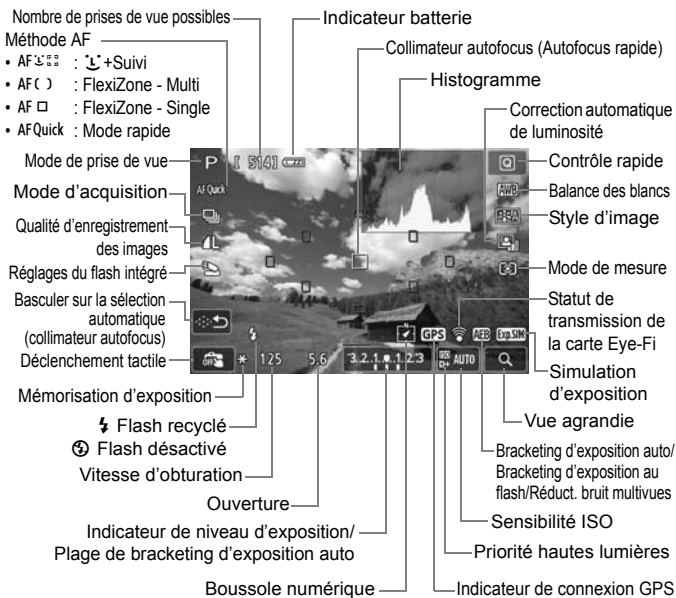 Nombre de prises de vue possibles
Indicateur batterie
Méthode AF
Collimateur autofocus (Autofocus rapide)
• AF : +Suivi
• AF ( ) : FlexiZone - Multi
• AF □ : FlexiZone - Single
• AF Quick : Mode rapide
Histogramme
Correction automatique
de luminosité
Mode de prise de vue
P [ 514]
Q
Contrôle rapide
Mode d'acquisition
AF Quick
AWB
Balance des blancs
Style d'image
Qualité d'enregistrement
des images
L
Mode de mesure
Réglages du flash intégré
Basculer sur la sélection
automatique
(collimateur autofocus)
Statut de
transmission de
la carte Eye-Fi
GPS AEB Exp.SIM
Déclenchement tactile
125 5.6 3..2..1..0..1..2.:3 ISO D+ AUTO
Simulation
d'exposition
Mémorisation d'exposition
Vue agrandie
Flash recyclé
Flash désactivé
Bracketing d'exposition auto/
Bracketing d'exposition au
flash/Réduct. bruit multivues
Vitesse d'obturation
Ouverture
Sensibilité ISO
Indicateur de niveau d'exposition/
Plage de bracketing d'exposition auto
Priorité hautes lumières
Boussole numérique
Indicateur de connexion GPS